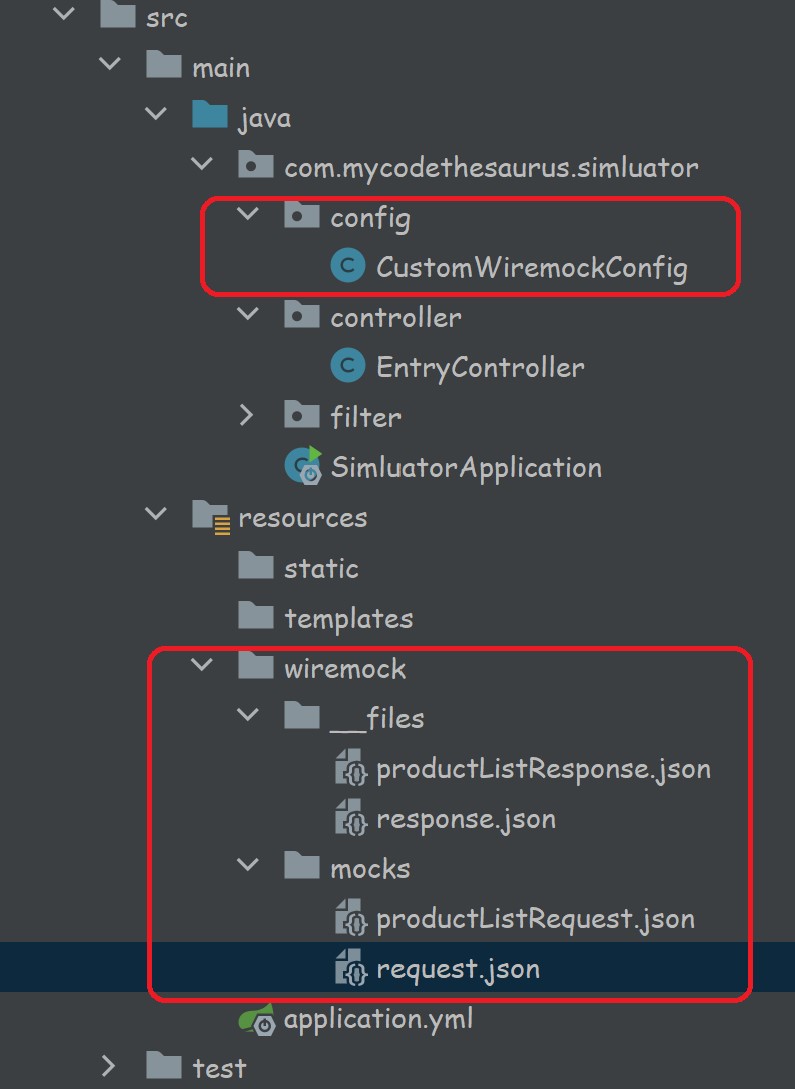 src
main
java
com.mycodethesaurus.simluator
config
C CustomWiremockConfig
controller
C EntryController
filter
C SimluatorApplication
resources
static
templates
wiremock
__files
{} productListResponse.json
{} response.json
mocks
{} productListRequest.json
{} request.json
application.yml
test